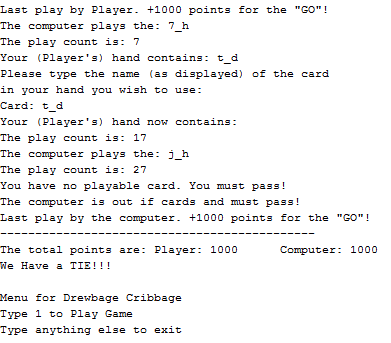 Last play by Player. +1000 points for the "GO"!
The computer plays the: 7_h
The play count is: 7
Your (Player's) hand contains: t_d
Please type the name (as displayed) of the card
in your hand you wish to use:
Card: t_d
Your (Player's) hand now contains:
The play count is: 17
The computer plays the: j_h
The play count is: 27
You have no playable card. You must pass!
The computer is out if cards and must pass!
Last play by the computer. +1000 points for the "GO"!
---------------------------------------------
The total points are: Player: 1000      Computer: 1000
We Have a TIE!!!

Menu for Drewbage Cribbage
Type 1 to Play Game
Type anything else to exit